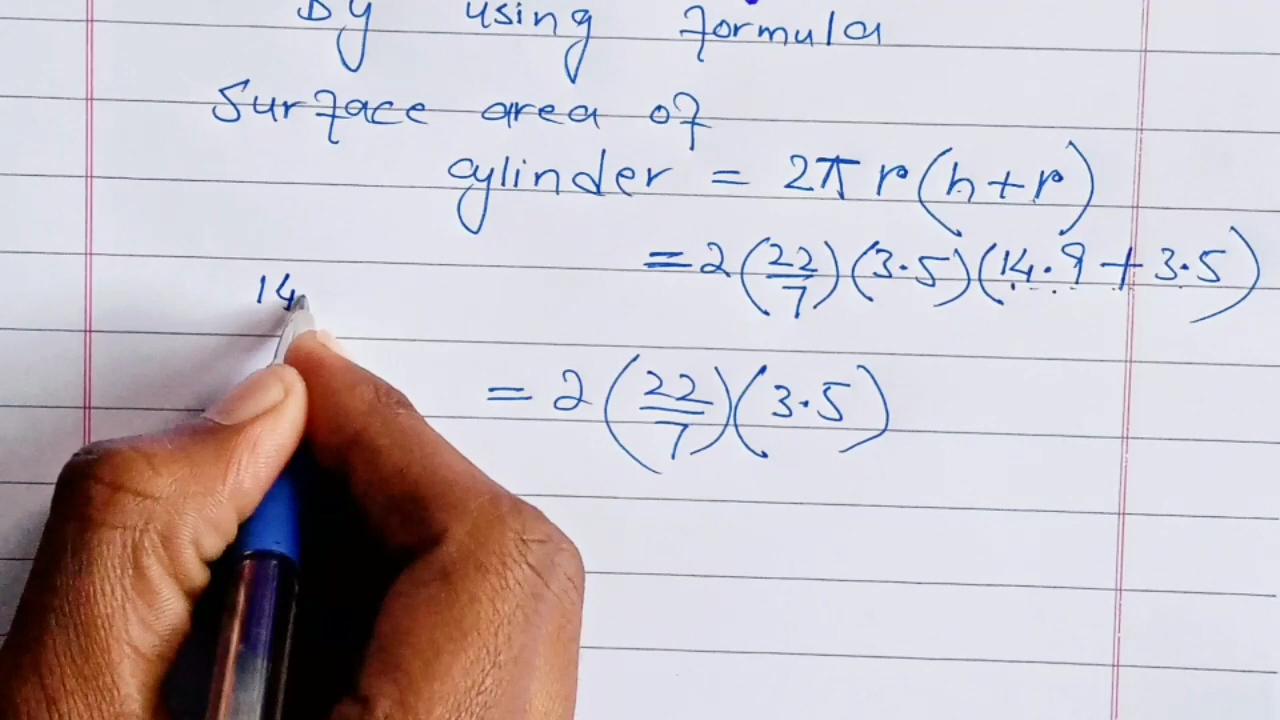 By using formula
Surface area of
cylinder = 2π r(h+r)
= 2(22/7)(3.5)(14.9+3.5)
14
= 2(22/7)(3.5)